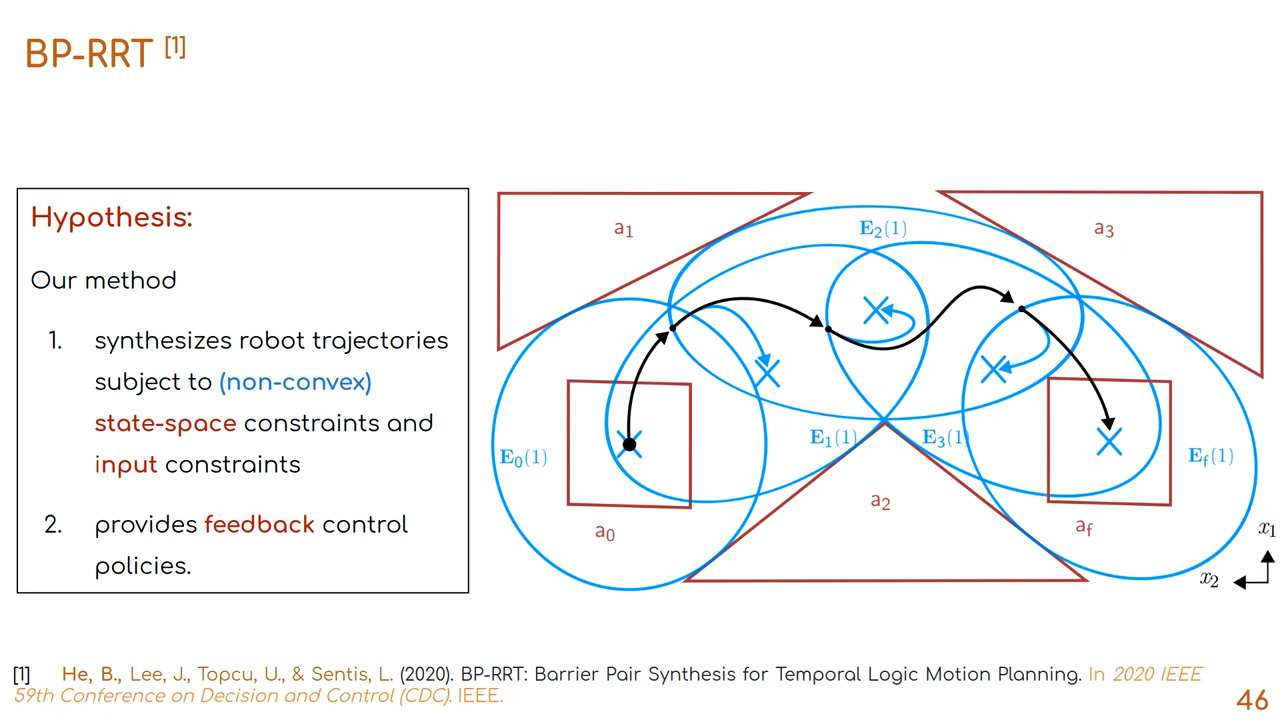 BP-RRT [1]
Hypothesis:
Our method
1. synthesizes robot trajectories
subject to (non-convex)
state-space constraints and
input constraints
2. provides feedback control
policies.
a1
a3
E2(1)
E0(1)
E1(1)
E3(1)
Ef(1)
a2
a0
af
x1
x2
[1] He, B., Lee, J., Topcu, U., & Sentis, L. (2020). BP-RRT: Barrier Pair Synthesis for Temporal Logic Motion Planning. In 2020 IEEE
59th Conference on Decision and Control (CDC). IEEE.
46